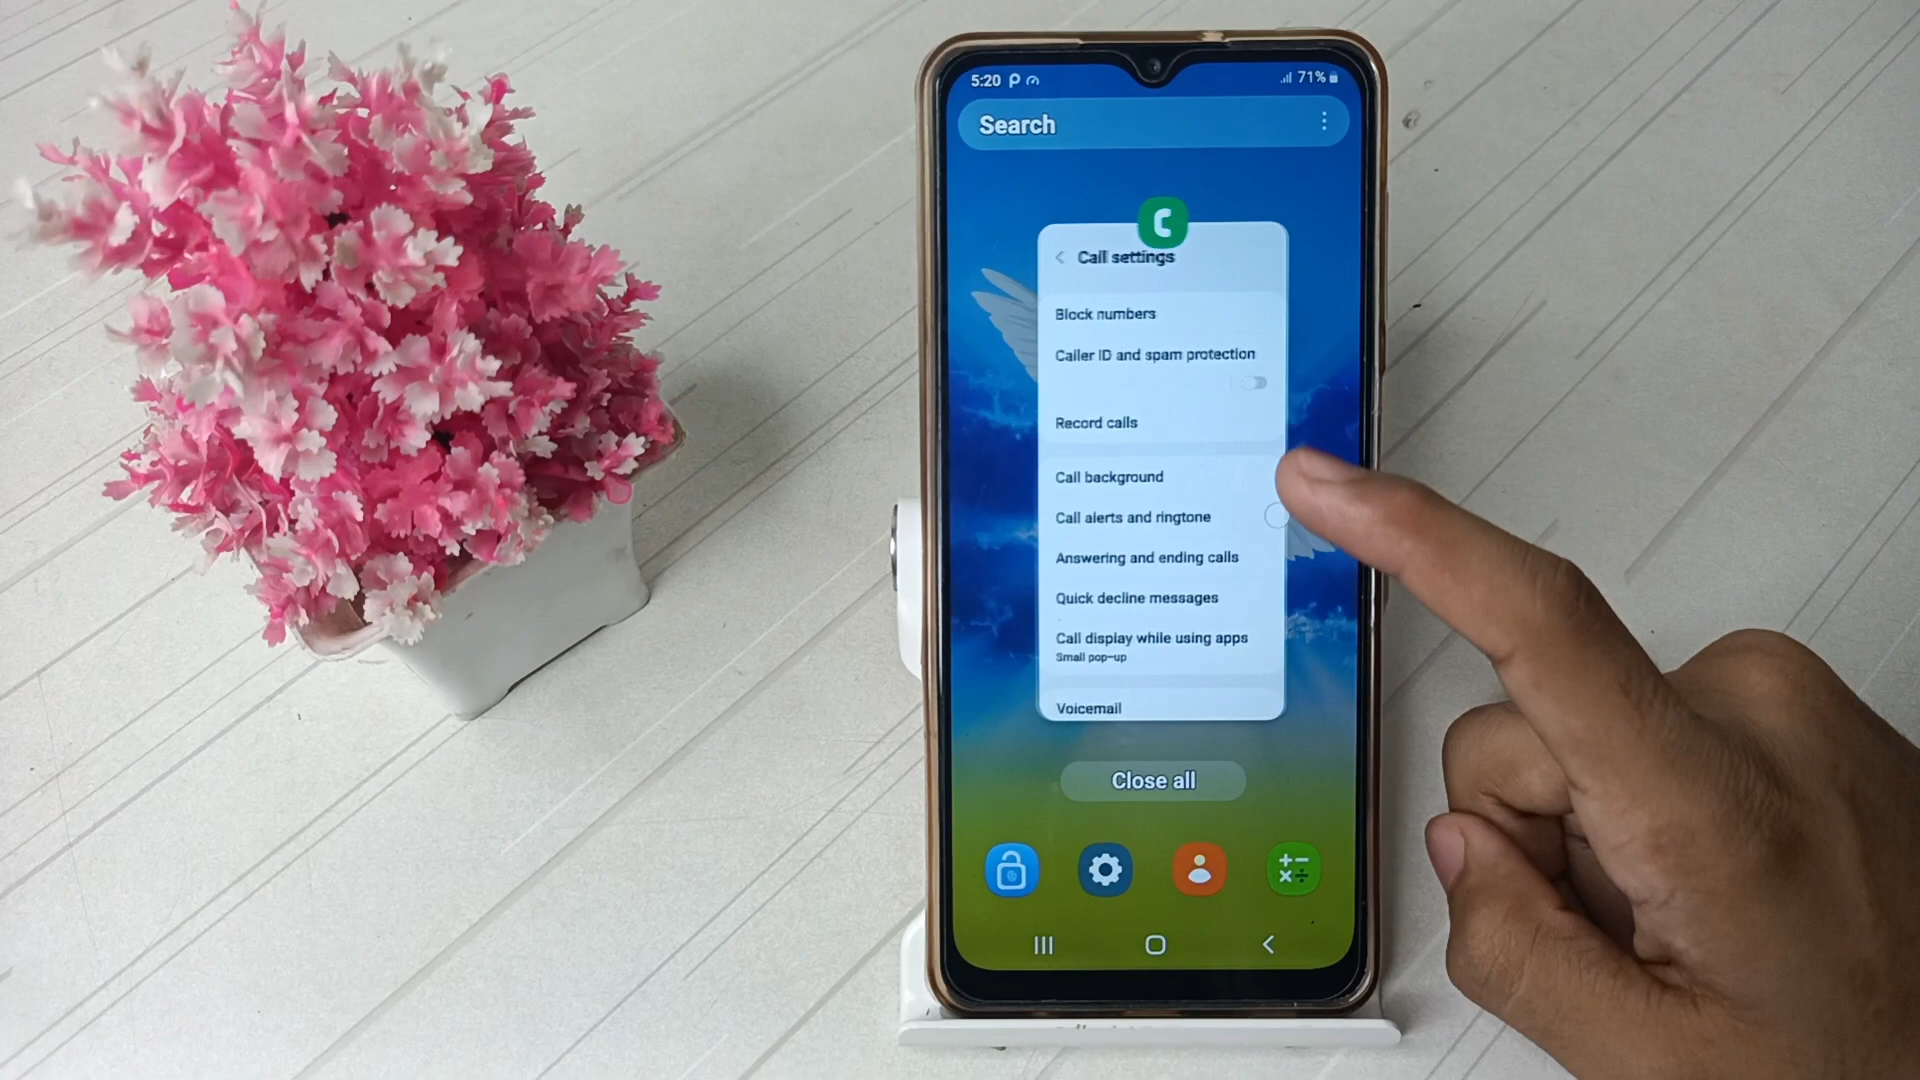 5:20
71%
Search
Call settings
Block numbers
Caller ID and spam protection
Record calls
Call background
Call alerts and ringtone
Answering and ending calls
Quick decline messages
Call display while using apps
Small pop-up
Voicemail
Close all